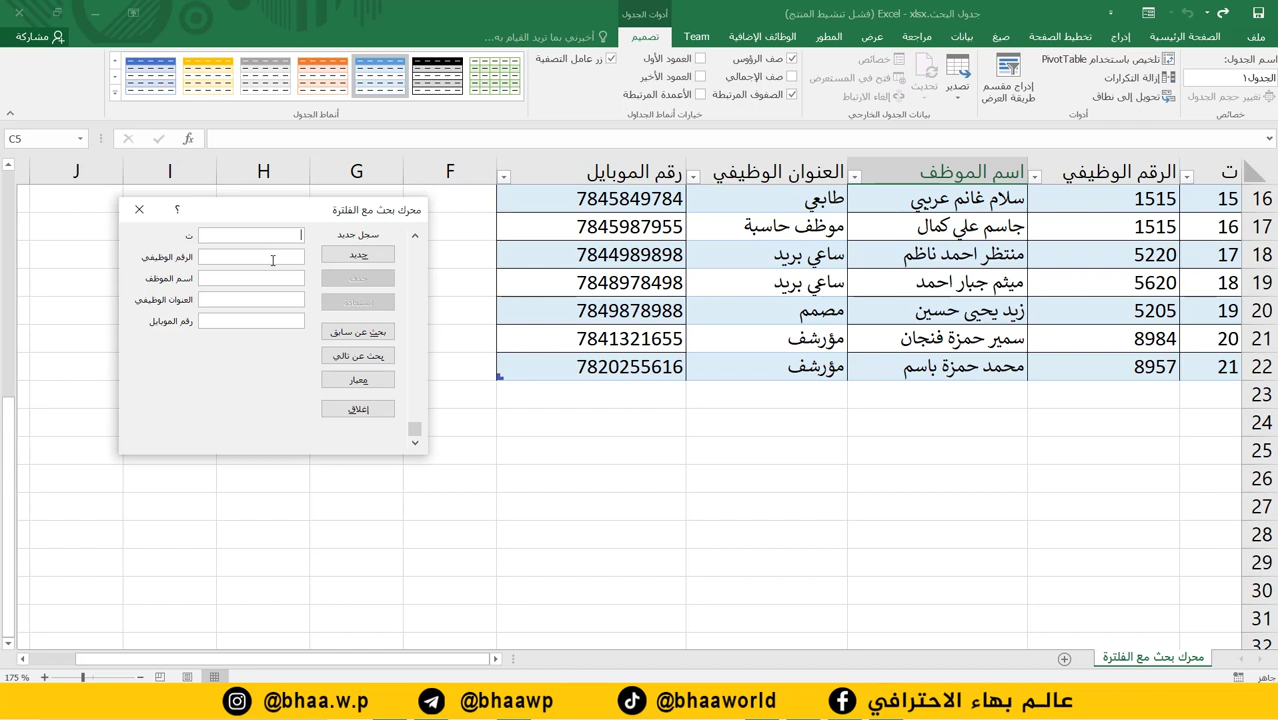 جدول البحث.xlsx - Excel (فشل تنشيط المنتج)
أدوات الجدول
ملف
الصفحة الرئيسية
إدراج
تخطيط الصفحة
صيغ
بيانات
مراجعة
عرض
المطور
الوظائف الإضافية
Team
تصميم
أخبرني بما تريد القيام به...
مشاركة
اسم الجدول:
الجدول١
تغيير حجم الجدول
خصائص
تلخيص باستخدام PivotTable
إزالة التكرارات
تحويل إلى نطاق
إدراج مقسم طريقة العرض
أدوات
تصدير
تحديث
خصائص
فتح في المستعرض
إلغاء الارتباط
بيانات الجدول الخارجي
صف الرؤوس
صف الإجمالي
الصفوف المرتبطة
العمود الأول
العمود الأخير
الأعمدة المرتبطة
زر عامل التصفية
خيارات أنماط الجدول
أنماط الجدول
C5
fx
ت الرقم الوظيفي اسم الموظف العنوان الوظيفي رقم الموبايل F G H I J
16 15 1515 سلام غانم عريبي طابعي 7845849784
17 16 1515 جاسم علي كمال موظف حاسبة 7845987955
18 17 5220 منتظر احمد ناظم ساعي بريد 7844989898
19 18 5620 ميثم جبار احمد ساعي بريد 7848978498
20 19 5205 زيد يحيى حسين مصمم 7849878988
21 20 8984 سمير حمزة فنجان مؤرشف 7841321655
22 21 8957 محمد حمزة باسم مؤرشف 7820255616
23
24
25
26
27
28
29
30
31
32
محرك بحث مع الفلترة
؟
سجل جديد
جديد
حذف
إستعادة
بحث عن سابق
بحث عن تالي
معيار
إغلاق
ت
الرقم الوظيفي
اسم الموظف
العنوان الوظيفي
رقم الموبايل
محرك بحث مع الفلترة
جاهز
175 %
عالم بهاء الاحترافي
@bhaaworld
@bhaawp
@bhaa.w.p